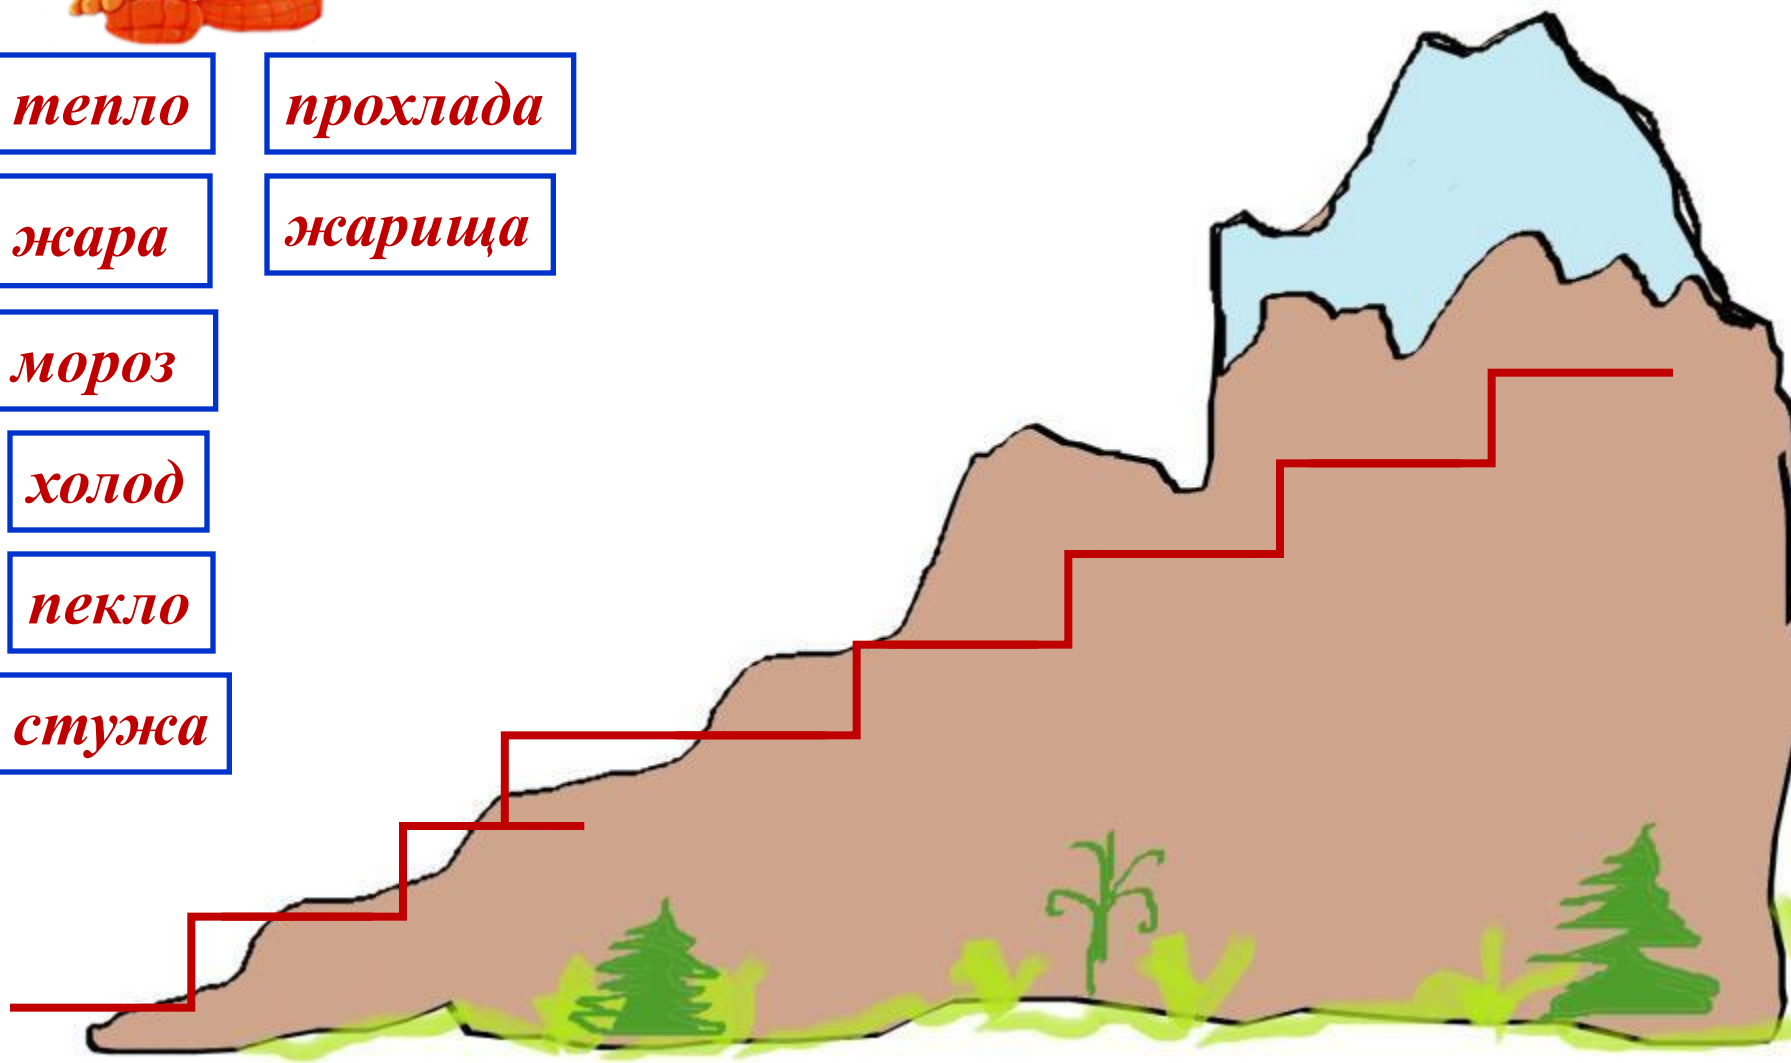 тепло
прохлада
жара
жарища
мороз
холод
пекло
стужа